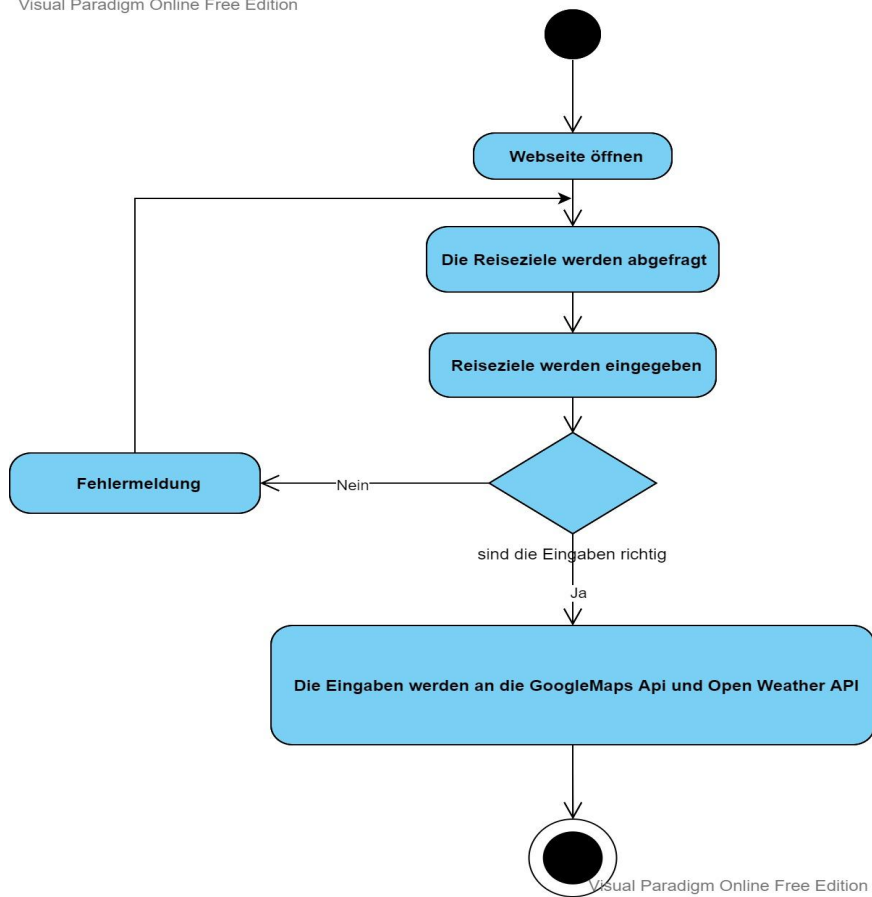 Visual Paradigm Online Free Edition
Webseite öffnen
Die Reiseziele werden abgefragt
Reiseziele werden eingegeben
Fehlermeldung
Nein
sind die Eingaben richtig
Ja
Die Eingaben werden an die GoogleMaps Api und Open Weather API
Visual Paradigm Online Free Edition